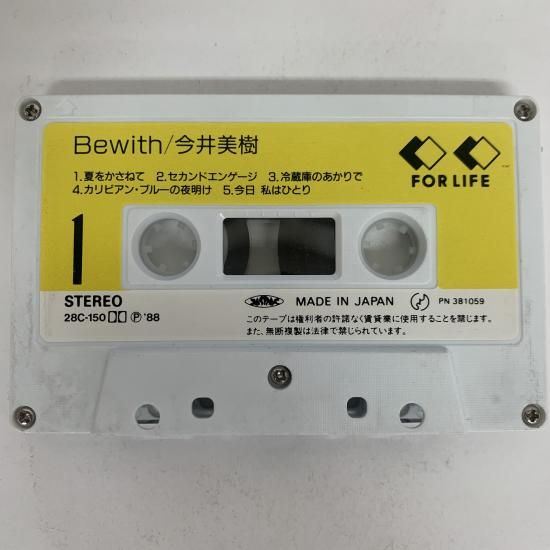 Bewith/今井美樹
1.夏をかさねて 2.セカンドエンゲージ 3.冷蔵庫のあかりで
4.カリビアン・ブルーの夜明け 5.今日 私はひとり
FOR LIFE
1
STEREO
MADE IN JAPAN
PN 381059
28C-150 Ⓟ '88
このテープは権利者の許諾なく賃貸業に使用することを禁じます。
また、無断複製は法律で禁じられています。